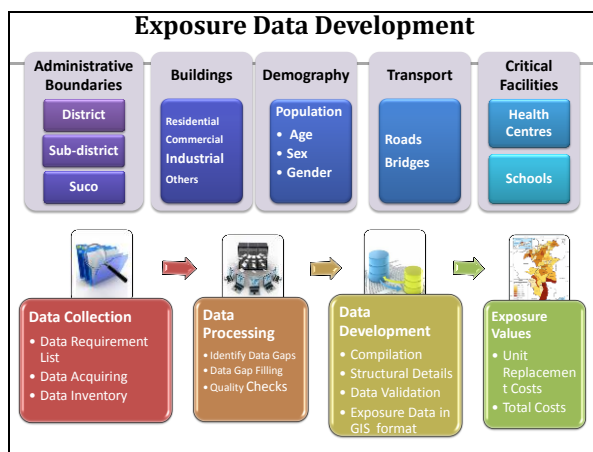 Exposure Data Development
Administrative
Boundaries
District
Sub-district
Suco
Buildings
Residential
Commercial
Industrial
Others
Demography
Population
• Age
• Sex
• Gender
Transport
Roads
Bridges
Critical
Facilities
Health
Centres
Schools
Data Collection
• Data Requirement
List
• Data Acquiring
• Data Inventory
Data
Processing
• Identify Data Gaps
• Data Gap Filling
• Quality Checks
Data
Development
• Compilation
• Structural Details
• Data Validation
• Exposure Data in
GIS format
Exposure
Values
• Unit
Replacemen
t Costs
• Total Costs